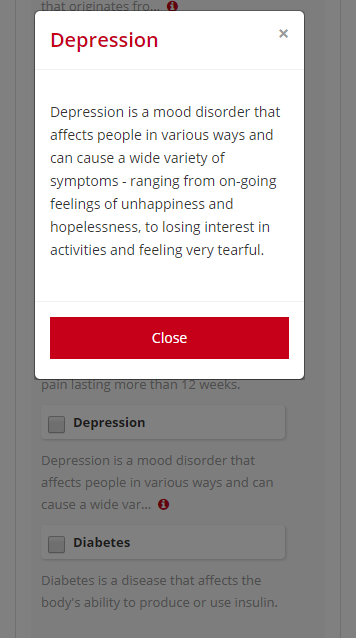 that originates fro...
Depression
×
Depression is a mood disorder that
affects people in various ways and
can cause a wide variety of
symptoms - ranging from on-going
feelings of unhappiness and
hopelessness, to losing interest in
activities and feeling very tearful.
Close
pain lasting more than 12 weeks.
Depression
Depression is a mood disorder that
affects people in various ways and can
cause a wide var...
Diabetes
Diabetes is a disease that affects the
body's ability to produce or use insulin.